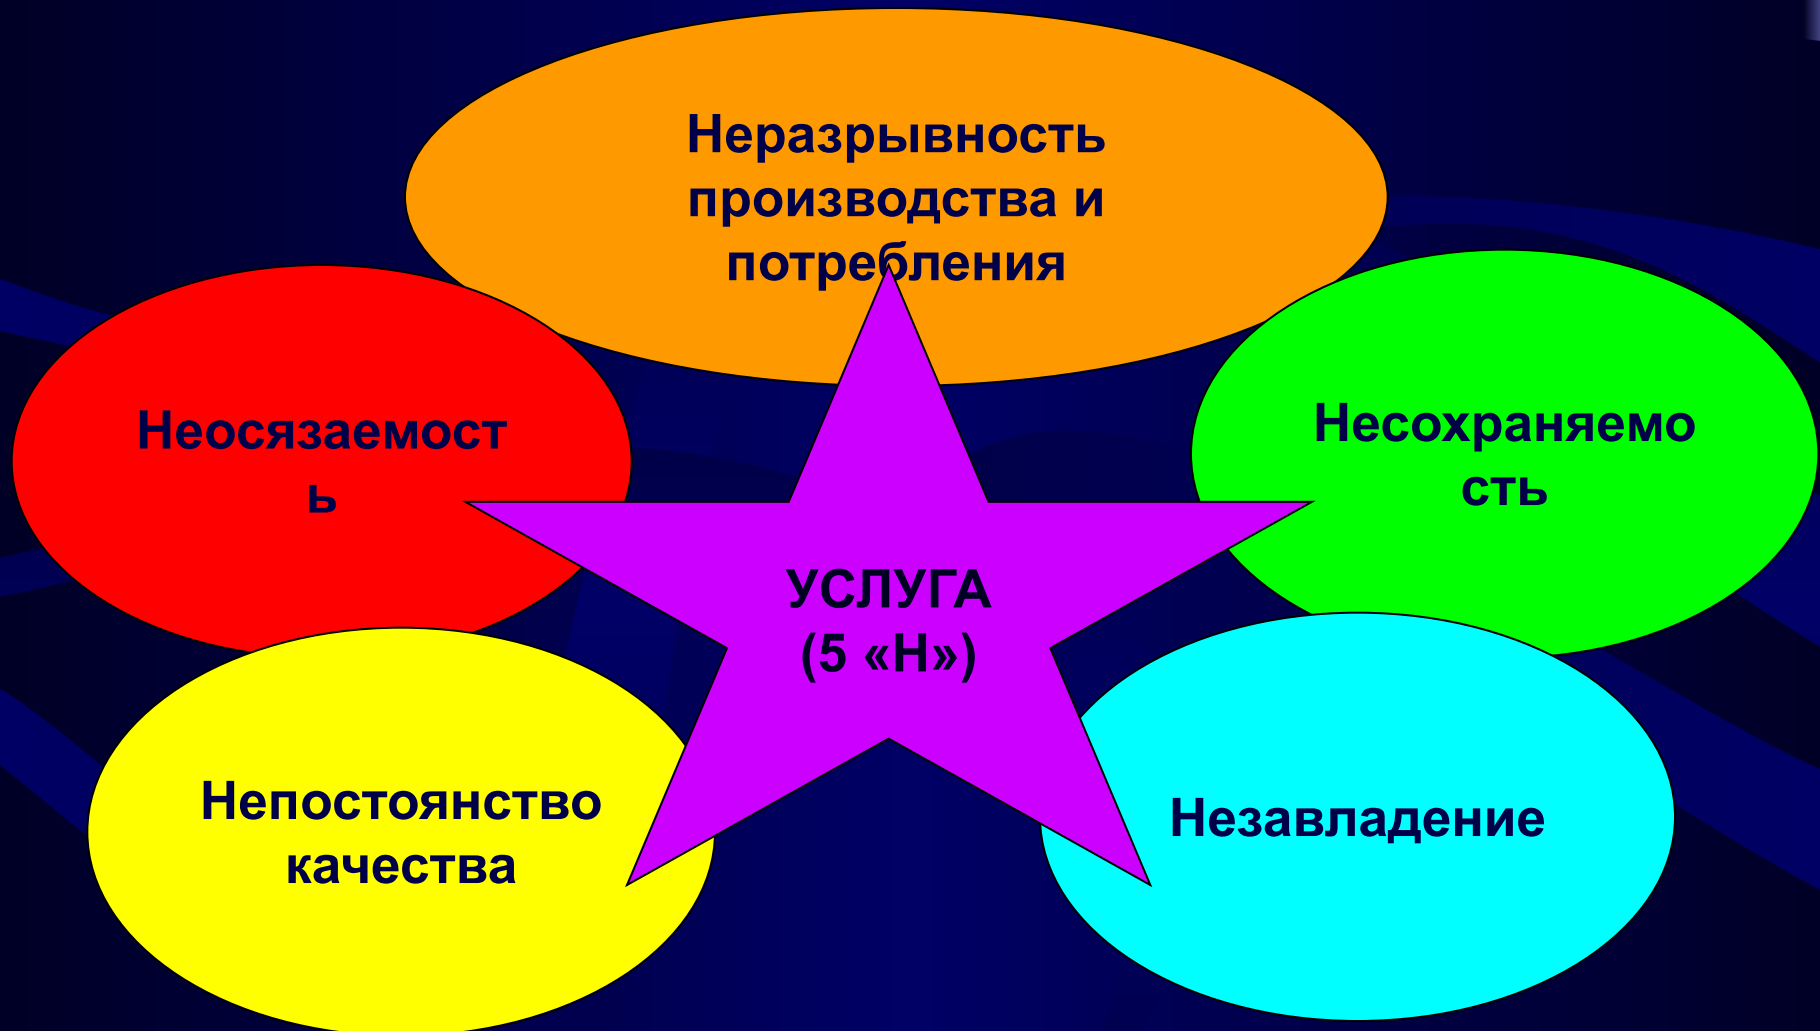 Неразрывность
производства и
потребления
Неосязаемост
ь
Несохраняемо
сть
УСЛУГА
(5 «Н»)
Непостоянство
качества
Незавладение